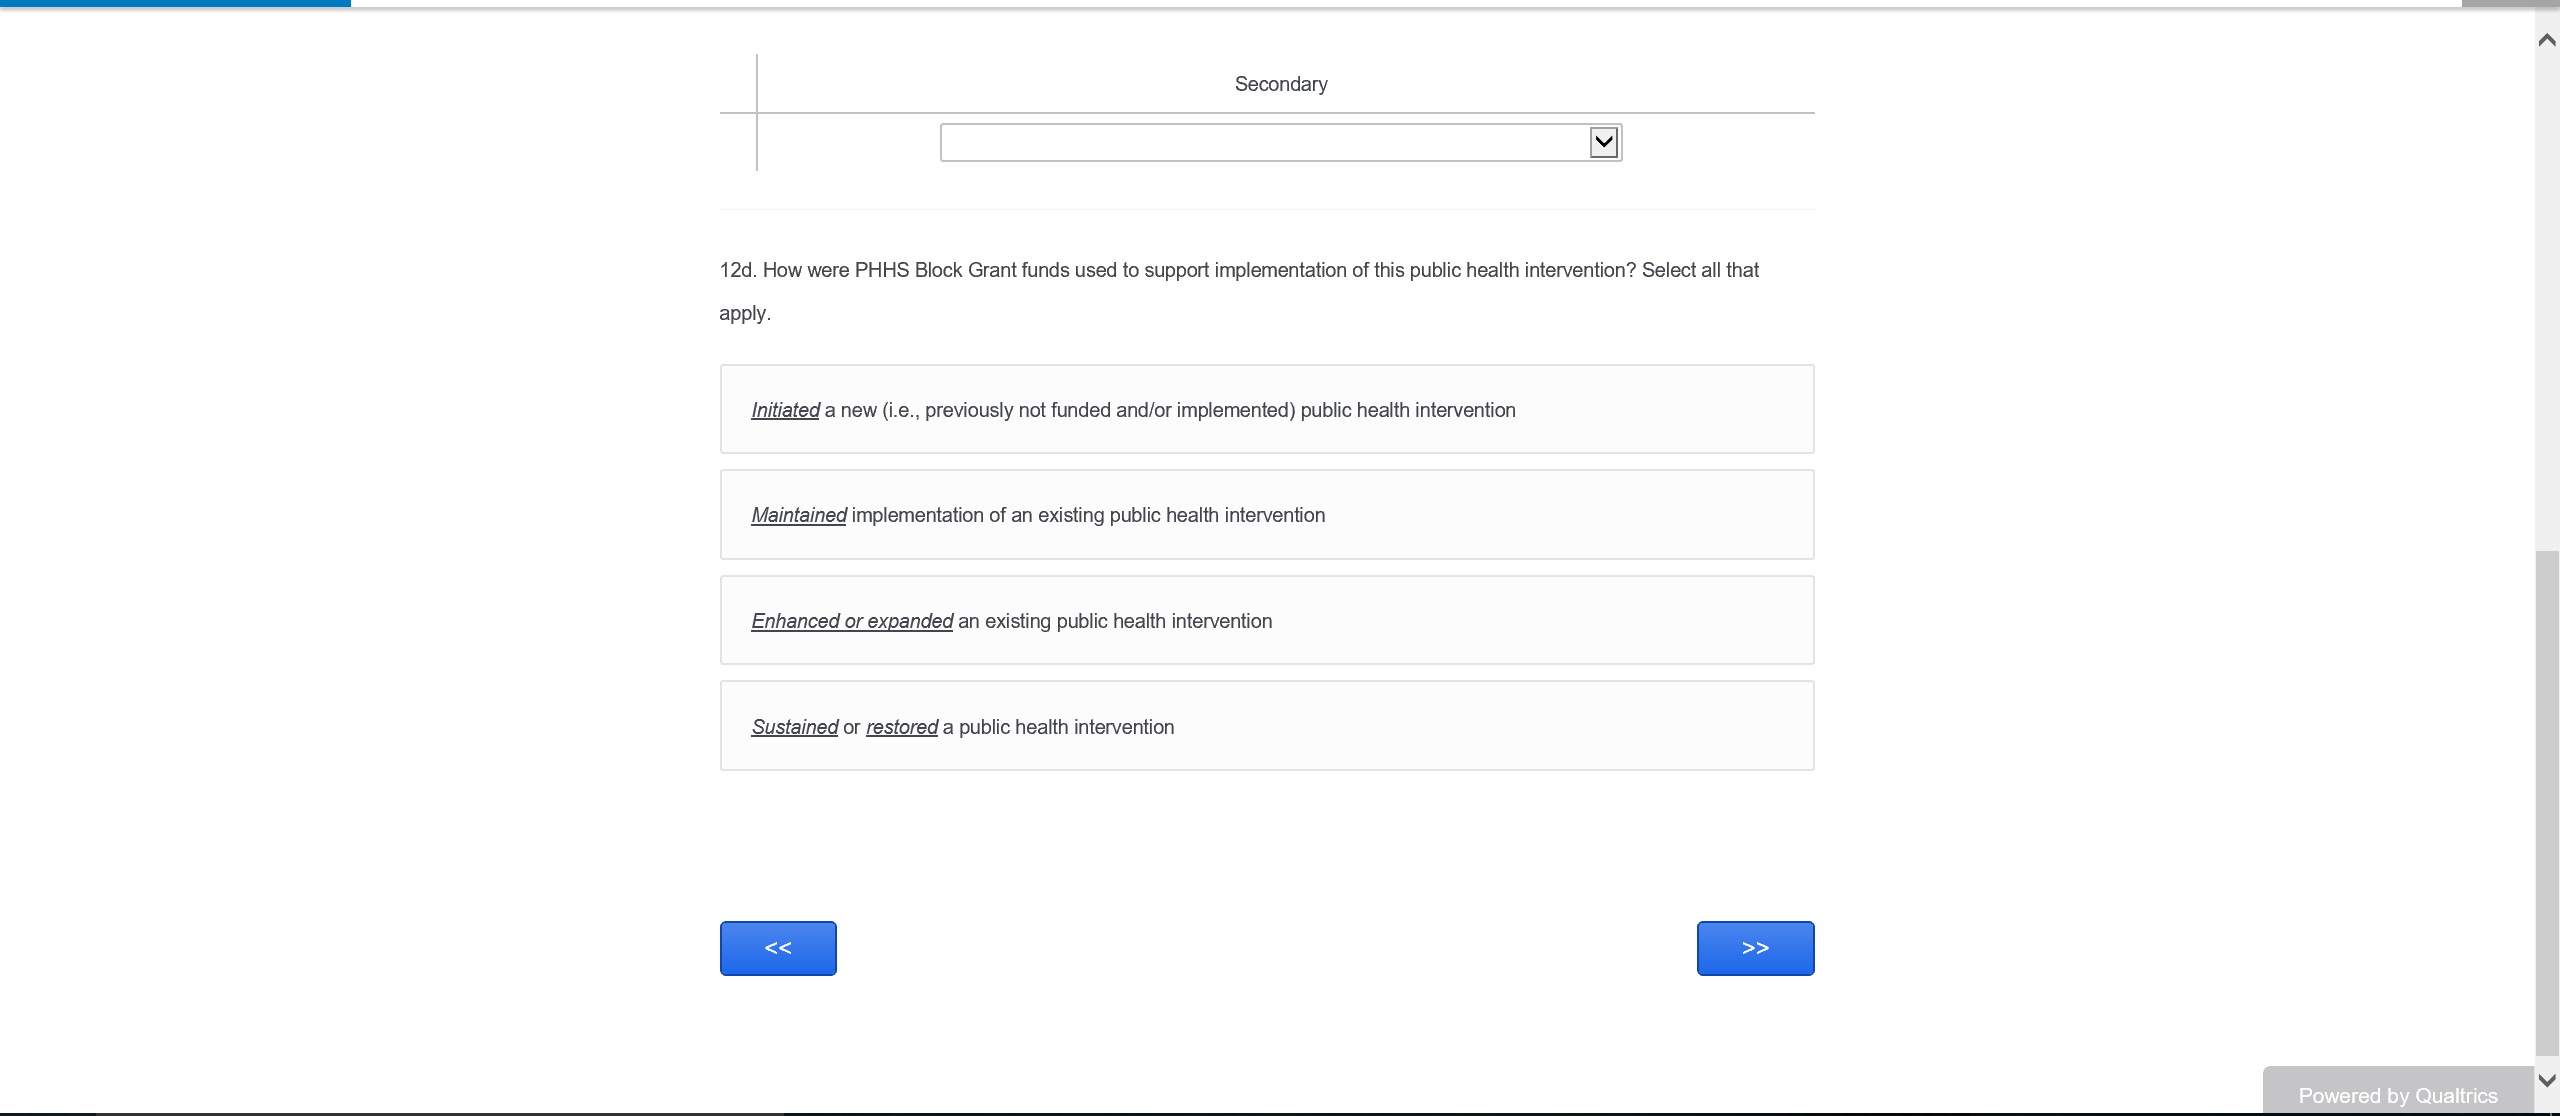 Secondary
12d. How were PHHS Block Grant funds used to support implementation of this public health intervention? Select all that
apply.
Initiated a new (i.e., previously not funded and/or implemented) public health intervention
Maintained implementation of an existing public health intervention
Enhanced or expanded an existing public health intervention
Sustained or restored a public health intervention
<< >>
Powered by Qualtrics